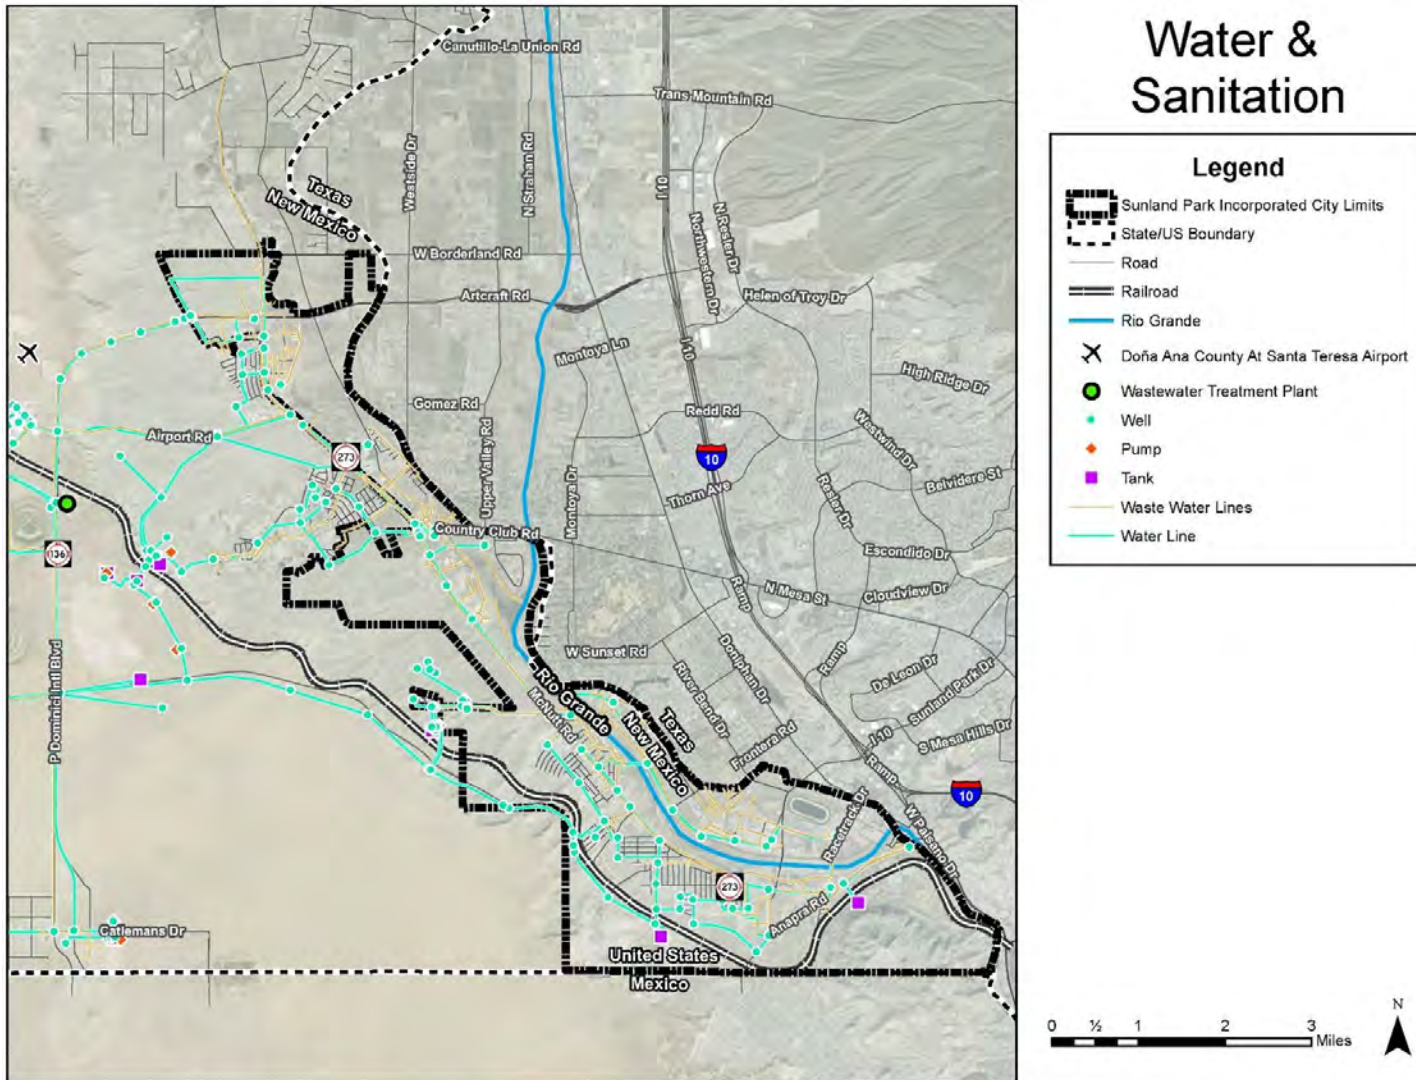 Water &
Sanitation
Legend
Sunland Park Incorporated City Limits
State/US Boundary
Road
Railroad
Rio Grande
Doña Ana County At Santa Teresa Airport
Wastewater Treatment Plant
Well
Pump
Tank
Waste Water Lines
Water Line
0 ½ 1 2 3
Miles
N
Canutillo-La Union Rd
Trans Mountain Rd
I 10
Westside Dr
N Strahan Rd
Texas
New Mexico
N Resler Dr
Northwestern Dr
W Borderland Rd
Artcraft Rd
Helen of Troy Dr
Montoya Ln
I 10
High Ridge Dr
Gomez Rd
Redd Rd
Airport Rd
273
Upper Valley Rd
Westwind Dr
10
Montoya Dr
Thorn Ave
Resler Dr
Belvidere St
Country Club Rd
136
Escondido Dr
Ramp
N Mesa St
Cloudview Dr
W Sunset Rd
Ramp
De Leon Dr
Sunland Park Dr
Doniphan Dr
River Bend Dr
P Dominici Intl Blvd
Rio Grande
McNutt Rd
Texas
New Mexico
Frontera Rd
I 10
S Mesa Hills Dr
Ramp
10
Racetrack Dr
W Paisano Dr
273
Anapra Rd
Catlemans Dr
United States
Mexico